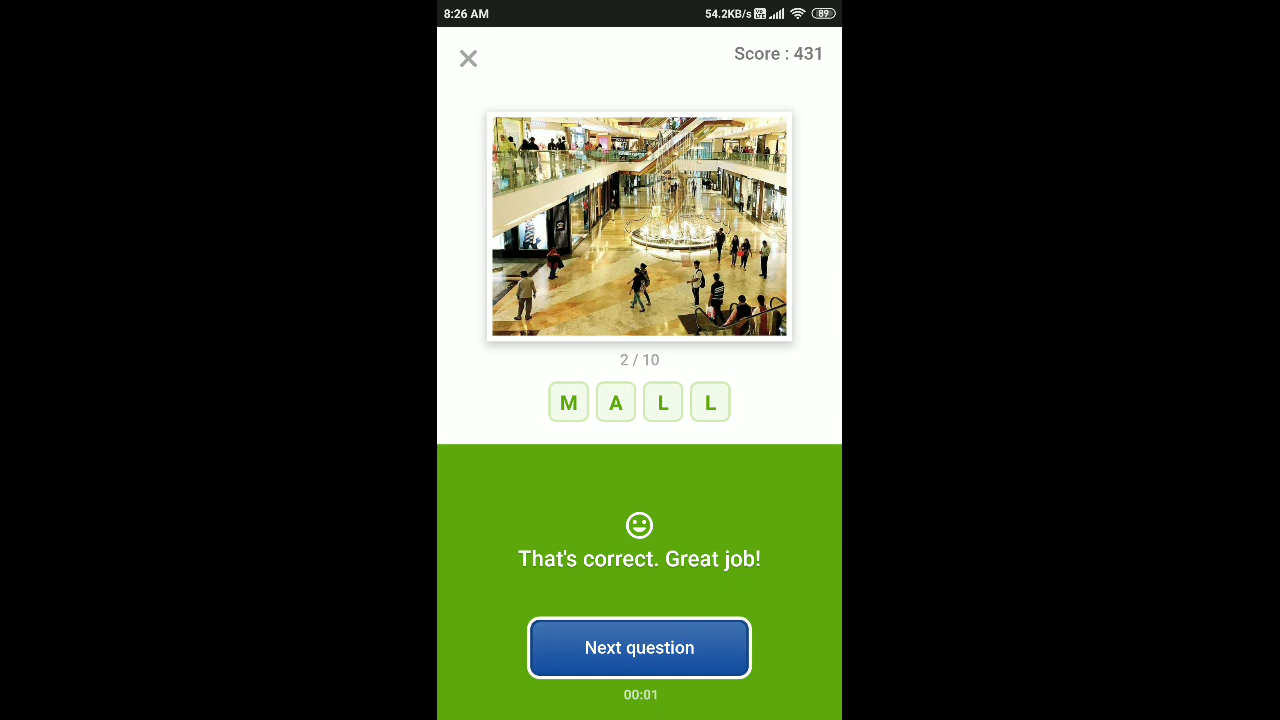 8:26 AM 54.2KB/s 89
Score : 431
2 / 10
M A L L
That's correct. Great job!
Next question
00:01